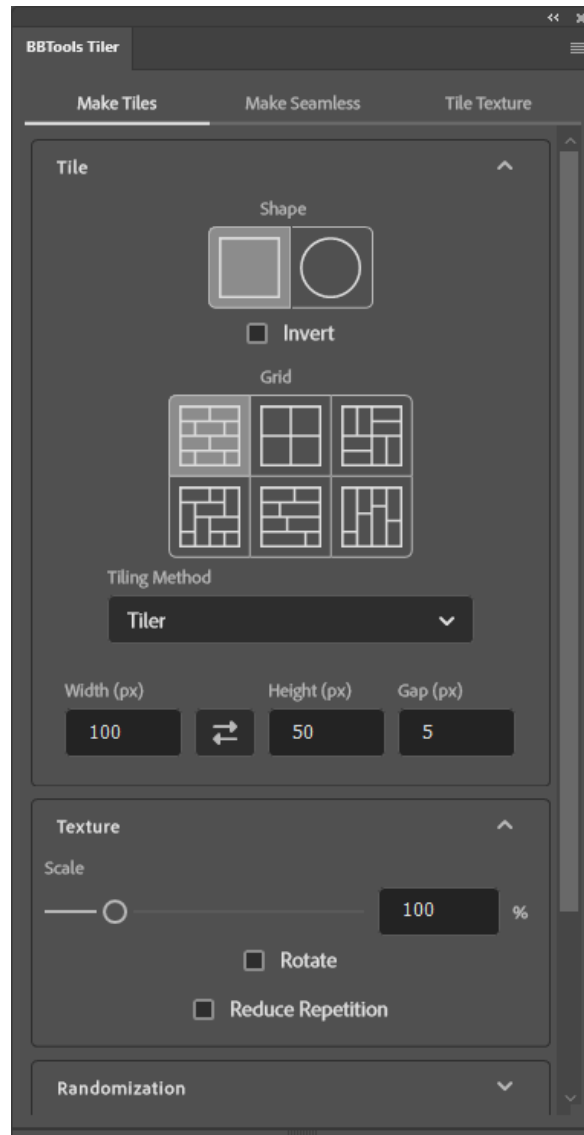 BBTools Tiler
Make Tiles Make Seamless Tile Texture
Tile
Shape
Invert
Grid
Tiling Method
Tiler
Width (px) Height (px) Gap (px)
100 50 5
Texture
Scale
100 %
Rotate
Reduce Repetition
Randomization